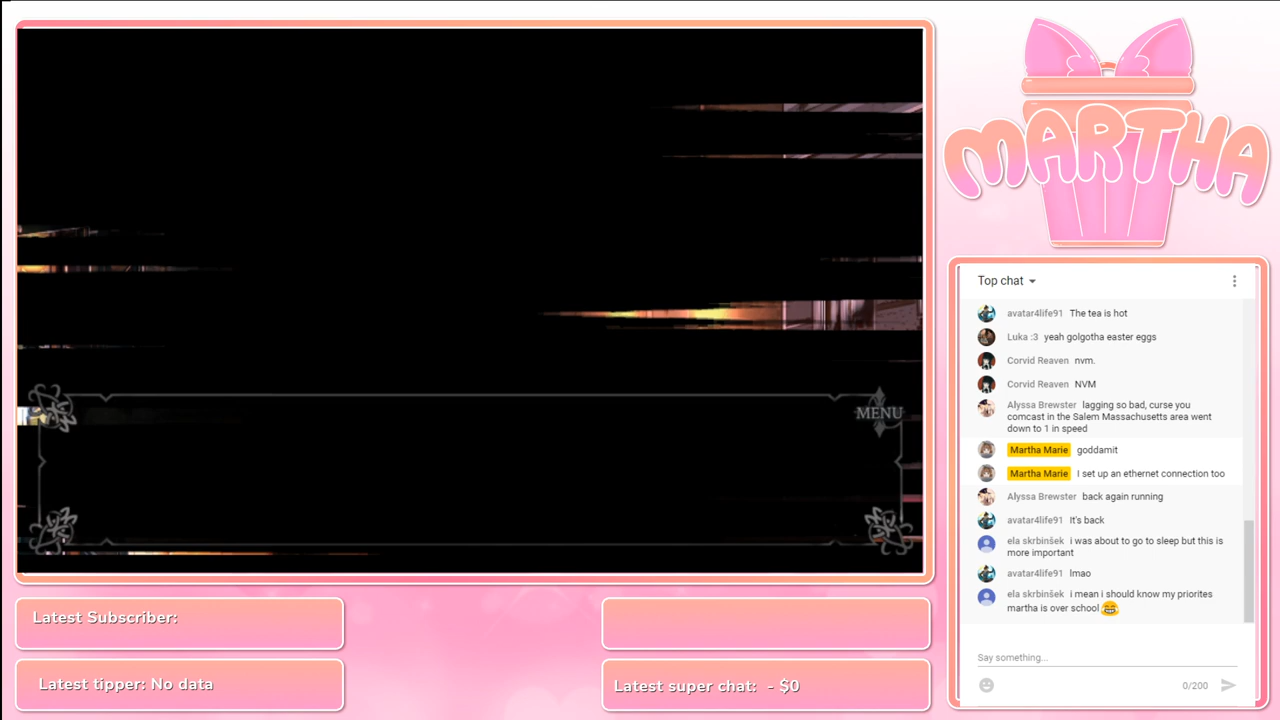 MARTHA
MENU
Top chat
avatar4life91 The tea is hot
Luka :3 yeah golgotha easter eggs
Corvid Reaven nvm.
Corvid Reaven NVM
Alyssa Brewster lagging so bad, curse you
comcast in the Salem Massachusetts area went
down to 1 in speed
Martha Marie goddamit
Martha Marie I set up an ethernet connection too
Alyssa Brewster back again running
avatar4life91 It's back
ela skrbinšek i was about to go to sleep but this is
more important
avatar4life91 lmao
ela skrbinšek i mean i should know my priorites
martha is over school
Say something...
0/200
Latest Subscriber:
Latest tipper: No data
Latest super chat: - $0